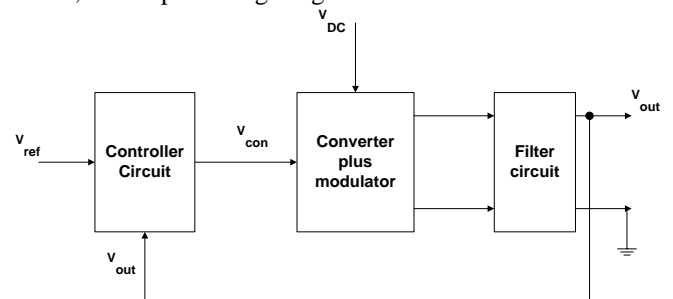 V DC
V ref
Controller
Circuit
V con
Converter
plus
modulator
Filter
circuit
V out
V out